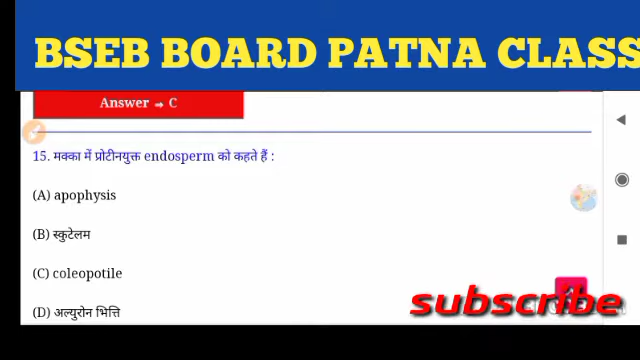 BSEB BOARD PATNA CLASS
Answer ⇒ C
15. मक्का में प्रोटीनयुक्त endosperm को कहते हैं :
(A) apophysis
(B) स्कुटेलम
(C) coleopotile
(D) अल्युरोन भित्ति
subscribe